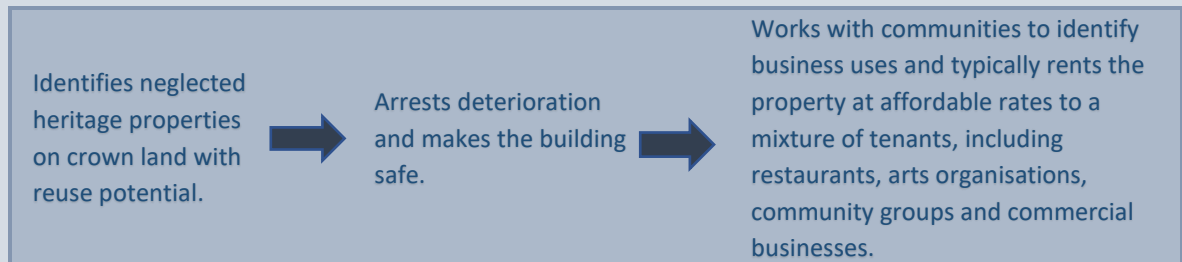 Identifies neglected
heritage properties
on crown land with
reuse potential.
Arrests deterioration
and makes the building
safe.
Works with communities to identify
business uses and typically rents the
property at affordable rates to a
mixture of tenants, including
restaurants, arts organisations,
community groups and commercial
businesses.